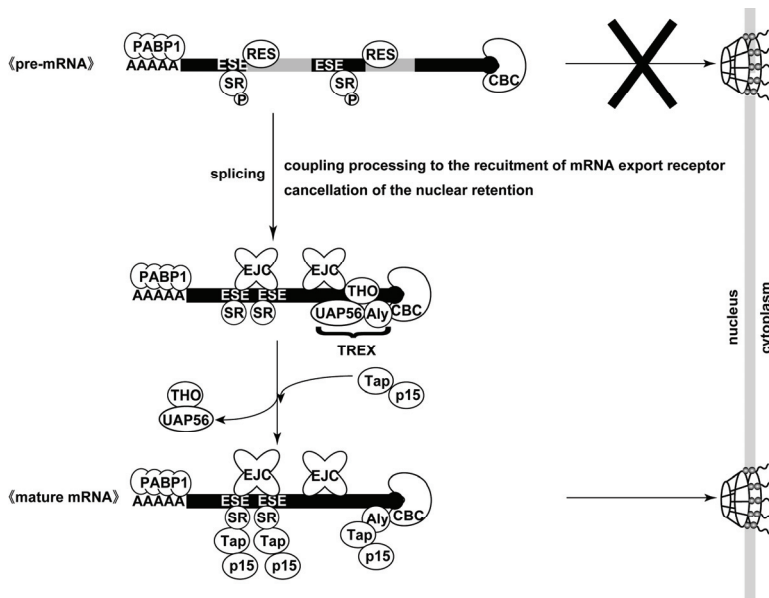 PABP1
RES
RES
《pre-mRNA》
AAAAA
ESE
ESE
SR
SR
CBC
P
P
splicing
coupling processing to the recuitment of mRNA export receptor
cancellation of the nuclear retention
EJC
EJC
PABP1
THO
AAAAA
ESE
ESE
SR
SR
UAP56
Aly
CBC
TREX
nucleus
cytoplasm
THO
UAP56
Tap
p15
EJC
EJC
PABP1
《mature mRNA》
AAAAA
ESE
ESE
SR
SR
Aly
CBC
Tap
Tap
Tap
p15
p15
p15